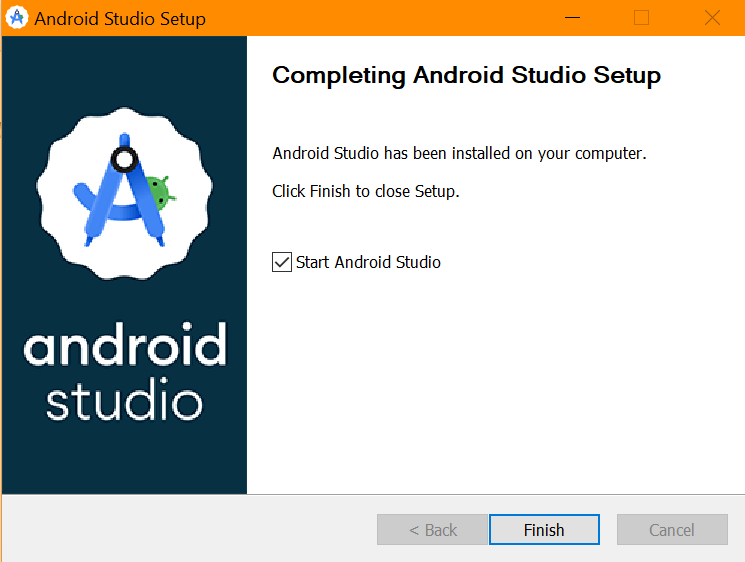 Android Studio Setup
Completing Android Studio Setup
Android Studio has been installed on your computer.
Click Finish to close Setup.
Start Android Studio
android
studio
< Back
Finish
Cancel